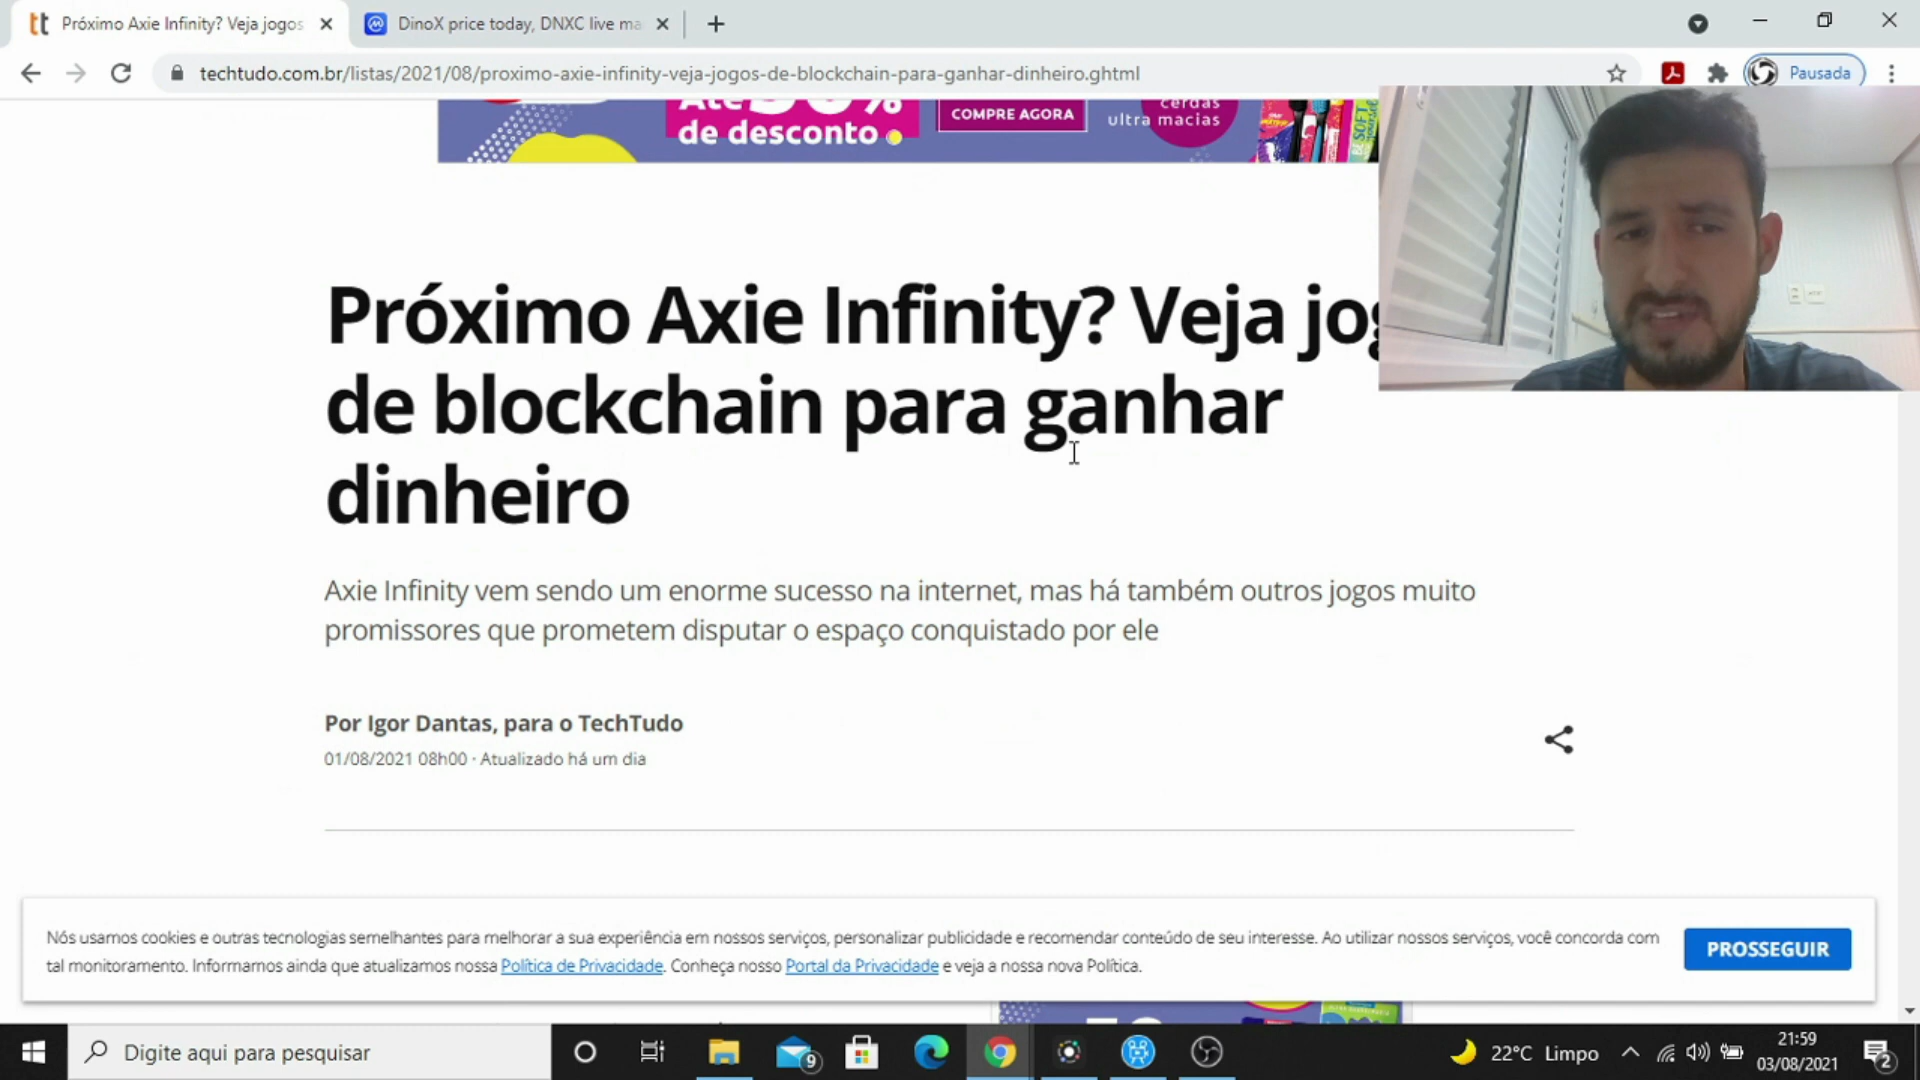 Próximo Axie Infinity? Veja jogos
DinoX price today, DNXC live ma
techtudo.com.br/listas/2021/08/proximo-axie-infinity-veja-jogos-de-blockchain-para-ganhar-dinheiro.ghtml
Pausada
de desconto
COMPRE AGORA
cerdas
ultra macias
Próximo Axie Infinity? Veja jog
de blockchain para ganhar
dinheiro
Axie Infinity vem sendo um enorme sucesso na internet, mas há também outros jogos muito
promissores que prometem disputar o espaço conquistado por ele
Por Igor Dantas, para o TechTudo
01/08/2021 08h00 · Atualizado há um dia
Nós usamos cookies e outras tecnologias semelhantes para melhorar a sua experiência em nossos serviços, personalizar publicidade e recomendar conteúdo de seu interesse. Ao utilizar nossos serviços, você concorda com
tal monitoramento. Informamos ainda que atualizamos nossa Política de Privacidade. Conheça nosso Portal da Privacidade e veja a nossa nova Política.
PROSSEGUIR
Digite aqui para pesquisar
9
22°C Limpo
21:59
03/08/2021
2